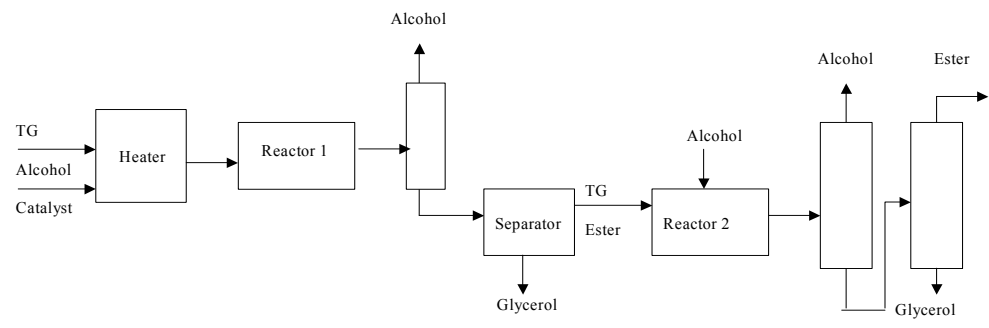 Alcohol
Alcohol
Ester
TG
Alcohol
Catalyst
Heater
Reactor 1
Alcohol
TG
Ester
Separator
Reactor 2
Glycerol
Glycerol